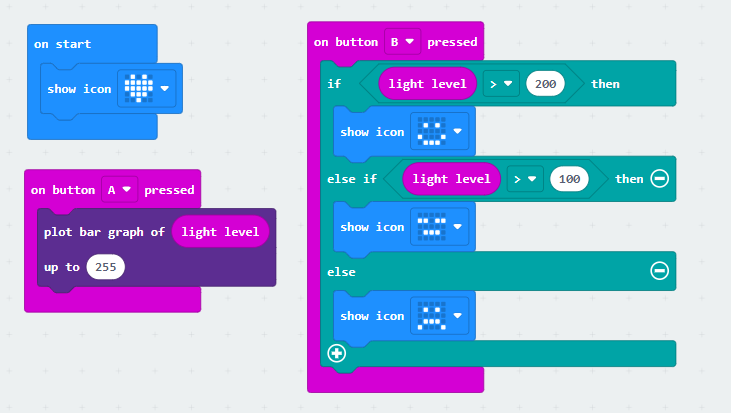 on start
show icon
on button A pressed
plot bar graph of light level
up to 255
on button B pressed
if light level > 200 then
show icon
else if light level > 100 then
show icon
else
show icon